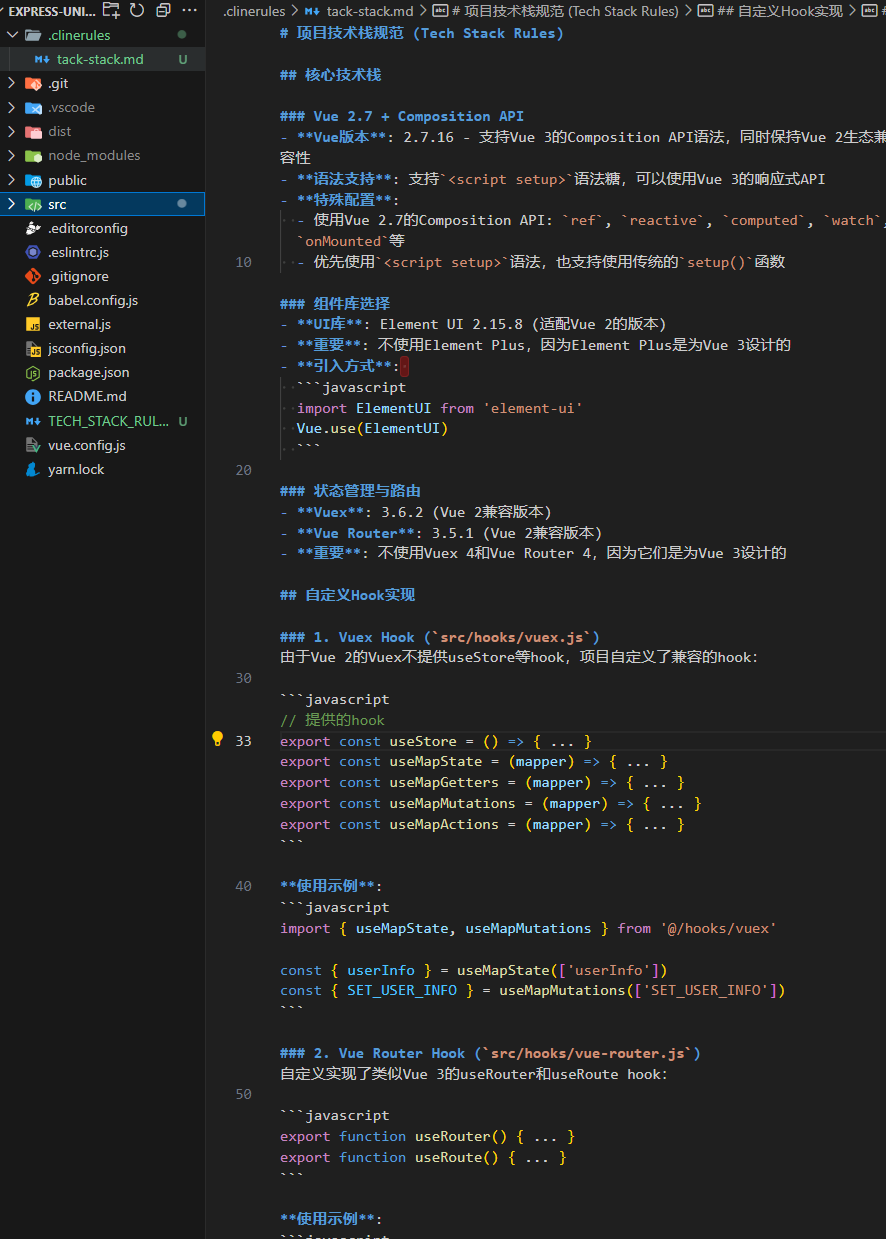 EXPRESS-UNI...
.clinerules
tack-stack.md U
.git
.vscode
dist
node_modules
public
src
.editorconfig
.eslintrc.js
.gitignore
babel.config.js
external.js
jsconfig.json
package.json
README.md
TECH_STACK_RUL... U
vue.config.js
yarn.lock
.clinerules > tack-stack.md > # 项目技术栈规范 (Tech Stack Rules) > ## 自定义Hook实现 >
# 项目技术栈规范 (Tech Stack Rules)
## 核心技术栈
### Vue 2.7 + Composition API
- **Vue版本**: 2.7.16 - 支持Vue 3的Composition API语法，同时保持Vue 2生态兼
容性
- **语法支持**: 支持`<script setup>`语法糖，可以使用Vue 3的响应式API
- **特殊配置**:
- 使用Vue 2.7的Composition API: `ref`, `reactive`, `computed`, `watch`,
`onMounted`等
10 - 优先使用`<script setup>`语法，也支持使用传统的`setup()`函数
### 组件库选择
- **UI库**: Element UI 2.15.8 (适配Vue 2的版本)
- **重要**: 不使用Element Plus，因为Element Plus是为Vue 3设计的
- **引入方式**:
```javascript
import ElementUI from 'element-ui'
Vue.use(ElementUI)
```
20
### 状态管理与路由
- **Vuex**: 3.6.2 (Vue 2兼容版本)
- **Vue Router**: 3.5.1 (Vue 2兼容版本)
- **重要**: 不使用Vuex 4和Vue Router 4，因为它们是为Vue 3设计的
## 自定义Hook实现
### 1. Vuex Hook (`src/hooks/vuex.js`)
由于Vue 2的Vuex不提供useStore等hook，项目自定义了兼容的hook：
30
```javascript
// 提供的hook
33 export const useStore = () => { ... }
export const useMapState = (mapper) => { ... }
export const useMapGetters = (mapper) => { ... }
export const useMapMutations = (mapper) => { ... }
export const useMapActions = (mapper) => { ... }
```
40 **使用示例**:
```javascript
import { useMapState, useMapMutations } from '@/hooks/vuex'
const { userInfo } = useMapState(['userInfo'])
const { SET_USER_INFO } = useMapMutations(['SET_USER_INFO'])
```
### 2. Vue Router Hook (`src/hooks/vue-router.js`)
自定义实现了类似Vue 3的useRouter和useRoute hook：
50
```javascript
export function useRouter() { ... }
export function useRoute() { ... }
```
**使用示例**:
```javascript